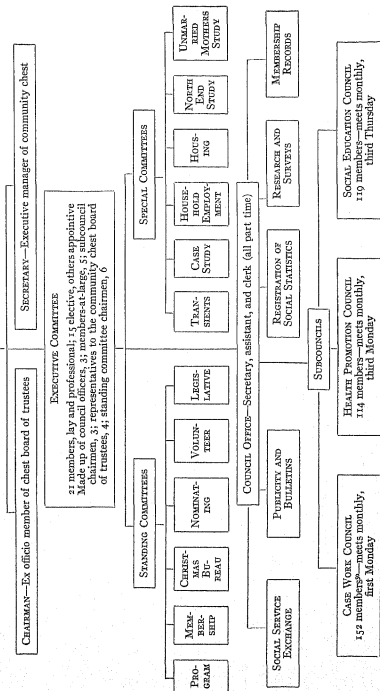 CHAIRMAN—Ex officio member of chest board of trustees
SECRETARY—Executive manager of community chest
EXECUTIVE COMMITTEE
21 members, lay and professional; 15 elective, others appointive
Made up of council officers, 3; members-at-large, 5; subcouncil
chairmen, 3; representatives to the community chest board
of trustees, 4; standing committee chairmen, 6
STANDING COMMITTEES
SPECIAL COMMITTEES
PRO-
GRAM
MEM-
BER-
SHIP
CHRIST-
MAS
BU-
REAU
NOMINAT-
ING
VOLUN-
TEER
LEGIS-
LATIVE
TRAN-
SIENTS
CASE
STUDY
HOUSE-
HOLD
EMPLOY-
MENT
HOUS-
ING
NORTH
END
STUDY
UNMAR-
RIED
MOTHERS
STUDY
COUNCIL OFFICE—Secretary, assistant, and clerk (all part time)
SOCIAL SERVICE
EXCHANGE
PUBLICITY AND
BULLETINS
REGISTRATION OF
SOCIAL STATISTICS
RESEARCH AND
SURVEYS
MEMBERSHIP
RECORDS
SUBCOUNCILS
CASE WORK COUNCIL
152 members—meets monthly,
first Monday
HEALTH PROMOTION COUNCIL
114 members—meets monthly,
third Monday
SOCIAL EDUCATION COUNCIL
119 members—meets monthly,
third Thursday